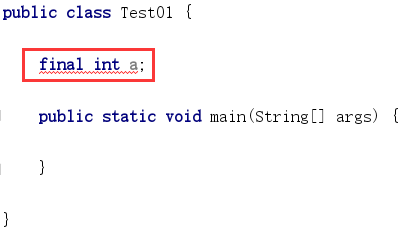 public class Test01 {
final int a;
public static void main(String[] args) {
}
}